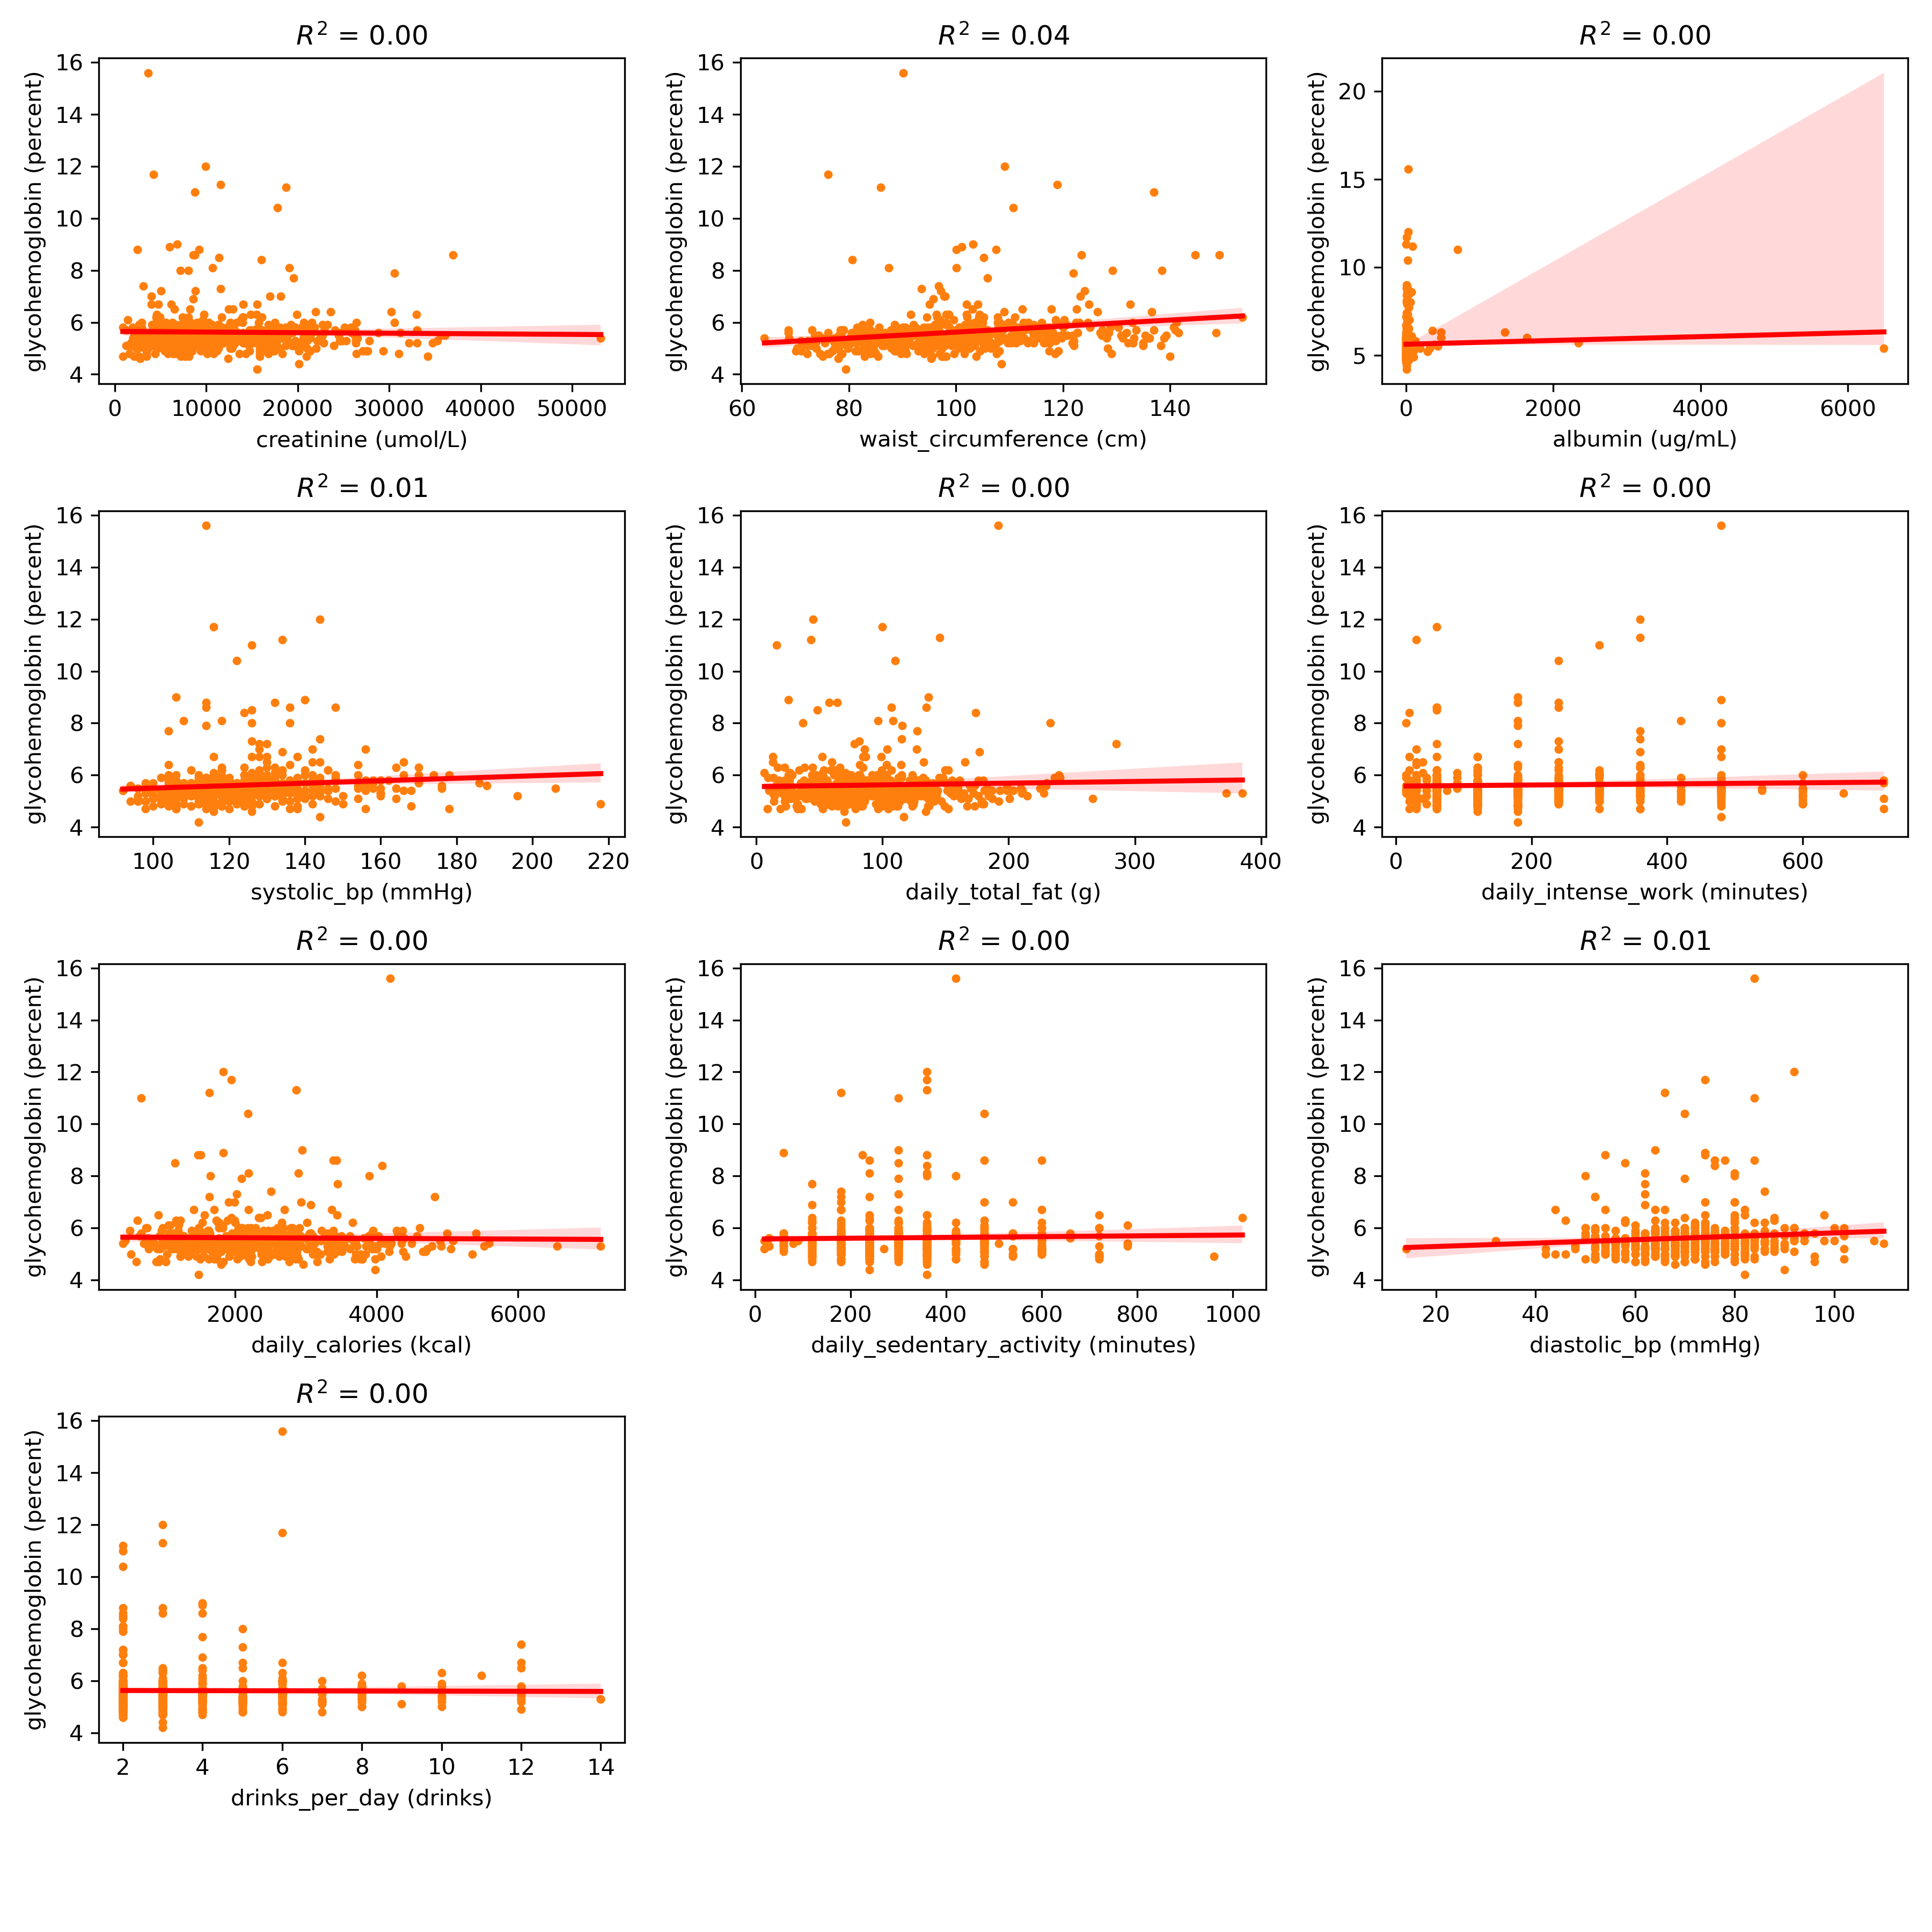 R² = 0.00
glycohemoglobin (percent)
16
14
12
10
8
6
4
0 10000 20000 30000 40000 50000
creatinine (umol/L)
R² = 0.04
glycohemoglobin (percent)
16
14
12
10
8
6
4
60 80 100 120 140
waist_circumference (cm)
R² = 0.00
glycohemoglobin (percent)
20
15
10
5
0 2000 4000 6000
albumin (ug/mL)
R² = 0.01
glycohemoglobin (percent)
16
14
12
10
8
6
4
100 120 140 160 180 200 220
systolic_bp (mmHg)
R² = 0.00
glycohemoglobin (percent)
16
14
12
10
8
6
4
0 100 200 300 400
daily_total_fat (g)
R² = 0.00
glycohemoglobin (percent)
16
14
12
10
8
6
4
0 200 400 600
daily_intense_work (minutes)
R² = 0.00
glycohemoglobin (percent)
16
14
12
10
8
6
4
2000 4000 6000
daily_calories (kcal)
R² = 0.00
glycohemoglobin (percent)
16
14
12
10
8
6
4
0 200 400 600 800 1000
daily_sedentary_activity (minutes)
R² = 0.01
glycohemoglobin (percent)
16
14
12
10
8
6
4
20 40 60 80 100
diastolic_bp (mmHg)
R² = 0.00
glycohemoglobin (percent)
16
14
12
10
8
6
4
2 4 6 8 10 12 14
drinks_per_day (drinks)